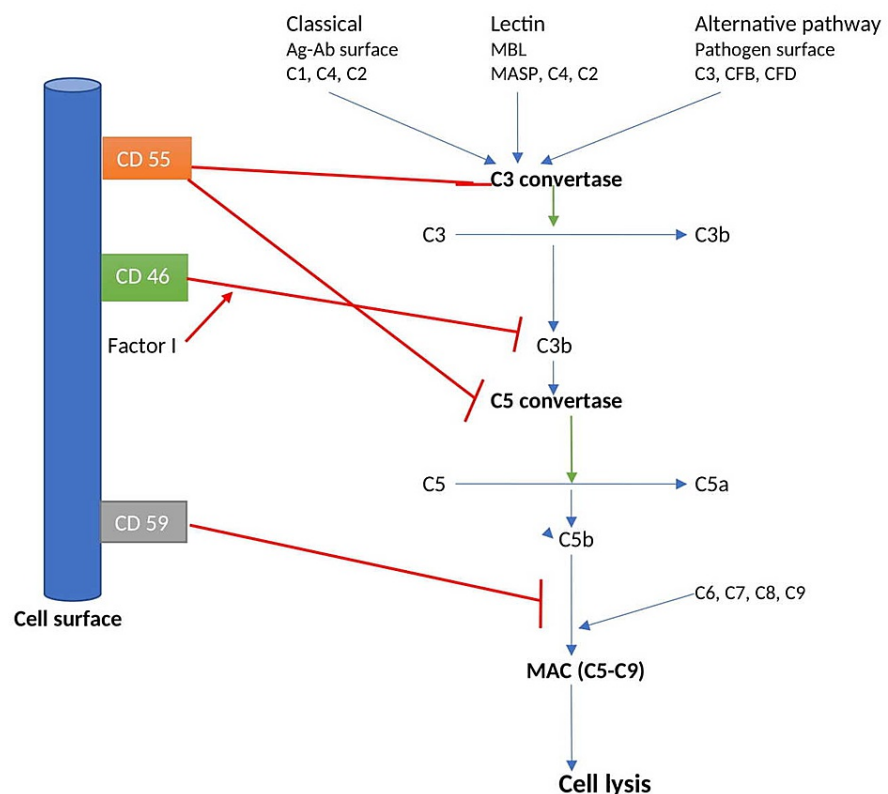 Classical
Ag-Ab surface
C1, C4, C2
Lectin
MBL
MASP, C4, C2
Alternative pathway
Pathogen surface
C3, CFB, CFD
CD 55
C3 convertase
C3
C3b
CD 46
Factor I
C3b
C5 convertase
C5
C5a
CD 59
C5b
C6, C7, C8, C9
Cell surface
MAC (C5-C9)
Cell lysis